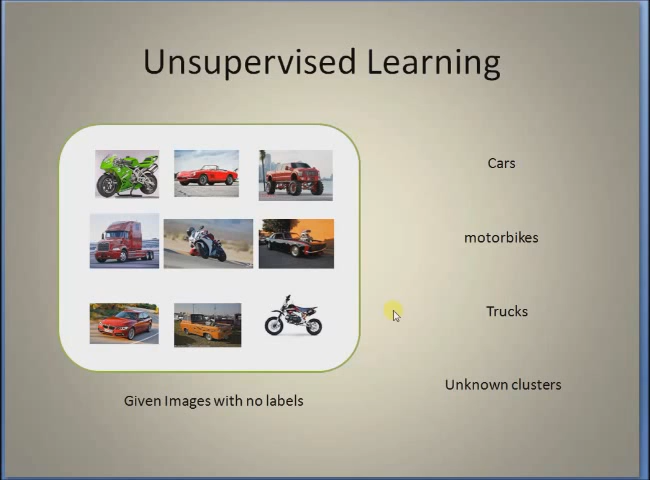 Unsupervised Learning
Cars
motorbikes
Trucks
Unknown clusters
Given Images with no labels